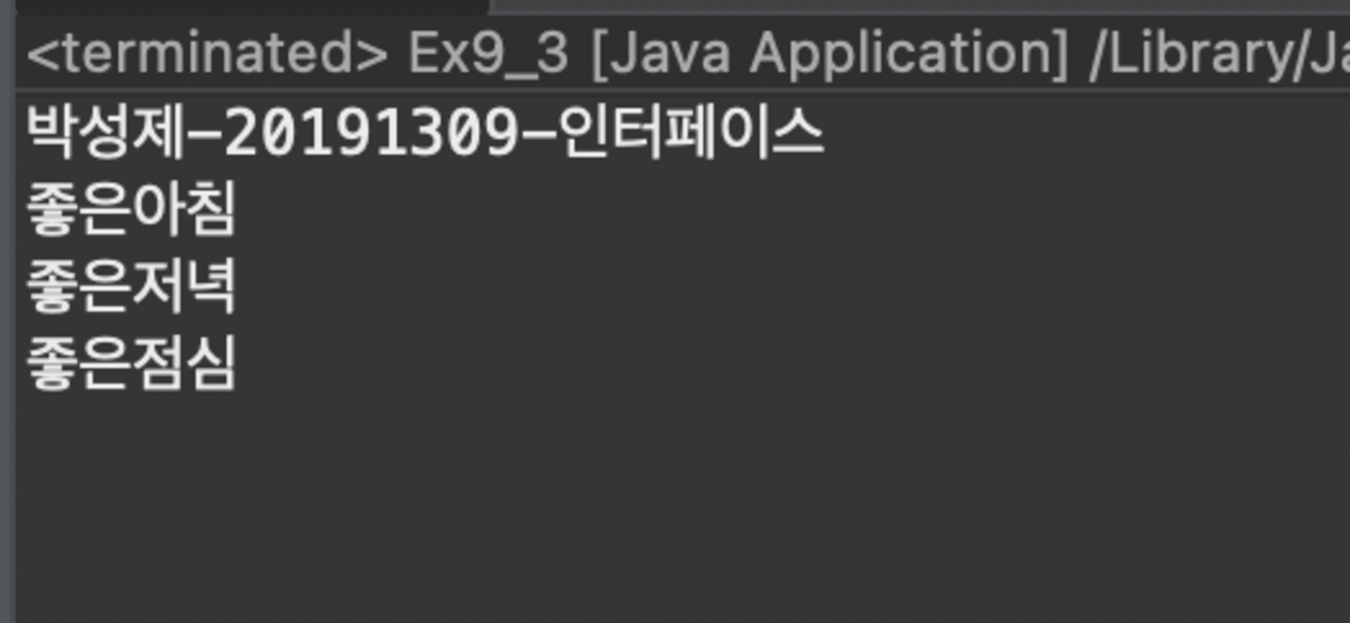 <terminated> Ex9_3 [Java Application] /Library/Ja
박성제-20191309-인터페이스
좋은아침
좋은저녁
좋은점심